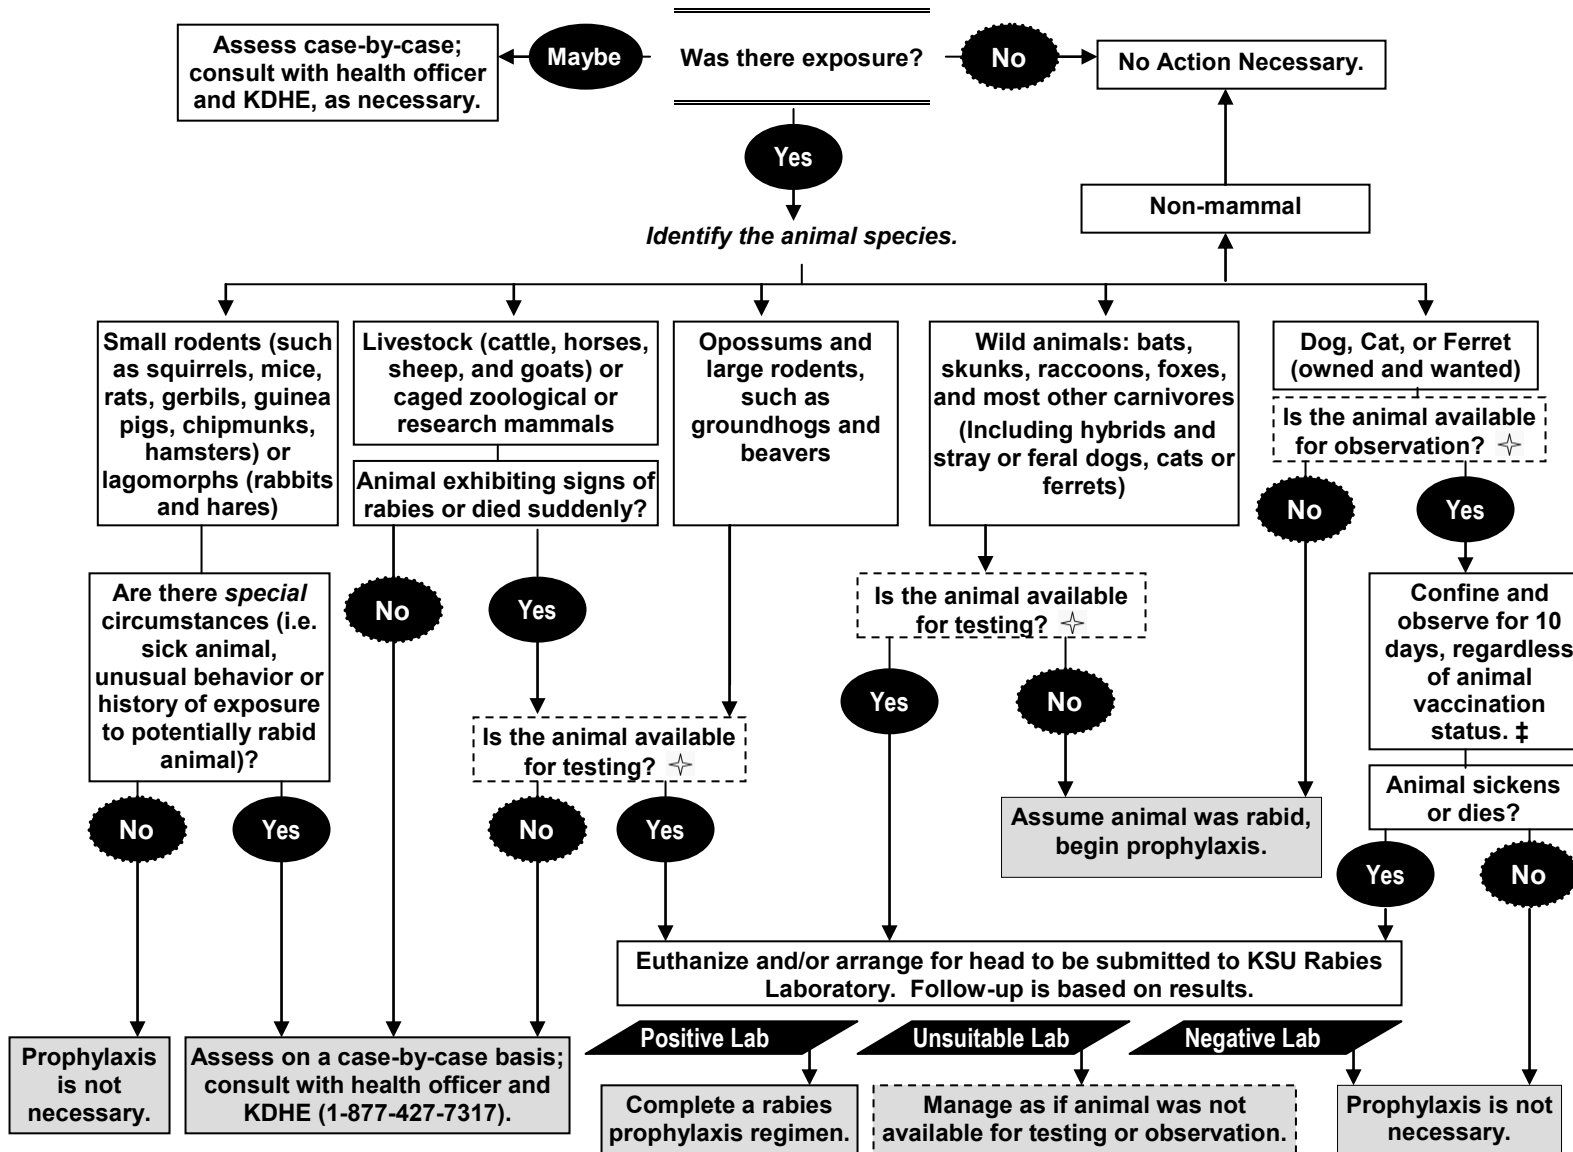 Assess case-by-case;
consult with health officer
and KDHE, as necessary.
Maybe
Was there exposure?
No
No Action Necessary.
Yes
Non-mammal
Identify the animal species.
Small rodents (such
as squirrels, mice,
rats, gerbils, guinea
pigs, chipmunks,
hamsters) or
lagomorphs (rabbits
and hares)
Livestock (cattle, horses,
sheep, and goats) or
caged zoological or
research mammals
Animal exhibiting signs of
rabies or died suddenly?
Opossums and
large rodents,
such as
groundhogs and
beavers
Wild animals: bats,
skunks, raccoons, foxes,
and most other carnivores
(Including hybrids and
stray or feral dogs, cats or
ferrets)
Dog, Cat, or Ferret
(owned and wanted)
Is the animal available
for observation? ✧
No
Yes
Are there special
circumstances (i.e.
sick animal,
unusual behavior or
history of exposure
to potentially rabid
animal)?
No
Yes
Is the animal available
for testing? ✧
Yes
No
Confine and
observe for 10
days, regardless
of animal
vaccination
status. ‡
Is the animal available
for testing? ✧
No
Yes
No
Yes
Assume animal was rabid,
begin prophylaxis.
Animal sickens
or dies?
Yes
No
Euthanize and/or arrange for head to be submitted to KSU Rabies
Laboratory. Follow-up is based on results.
Positive Lab
Unsuitable Lab
Negative Lab
Prophylaxis
is not
necessary.
Assess on a case-by-case basis;
consult with health officer and
KDHE (1-877-427-7317).
Complete a rabies
prophylaxis regimen.
Manage as if animal was not
available for testing or observation.
Prophylaxis is not
necessary.